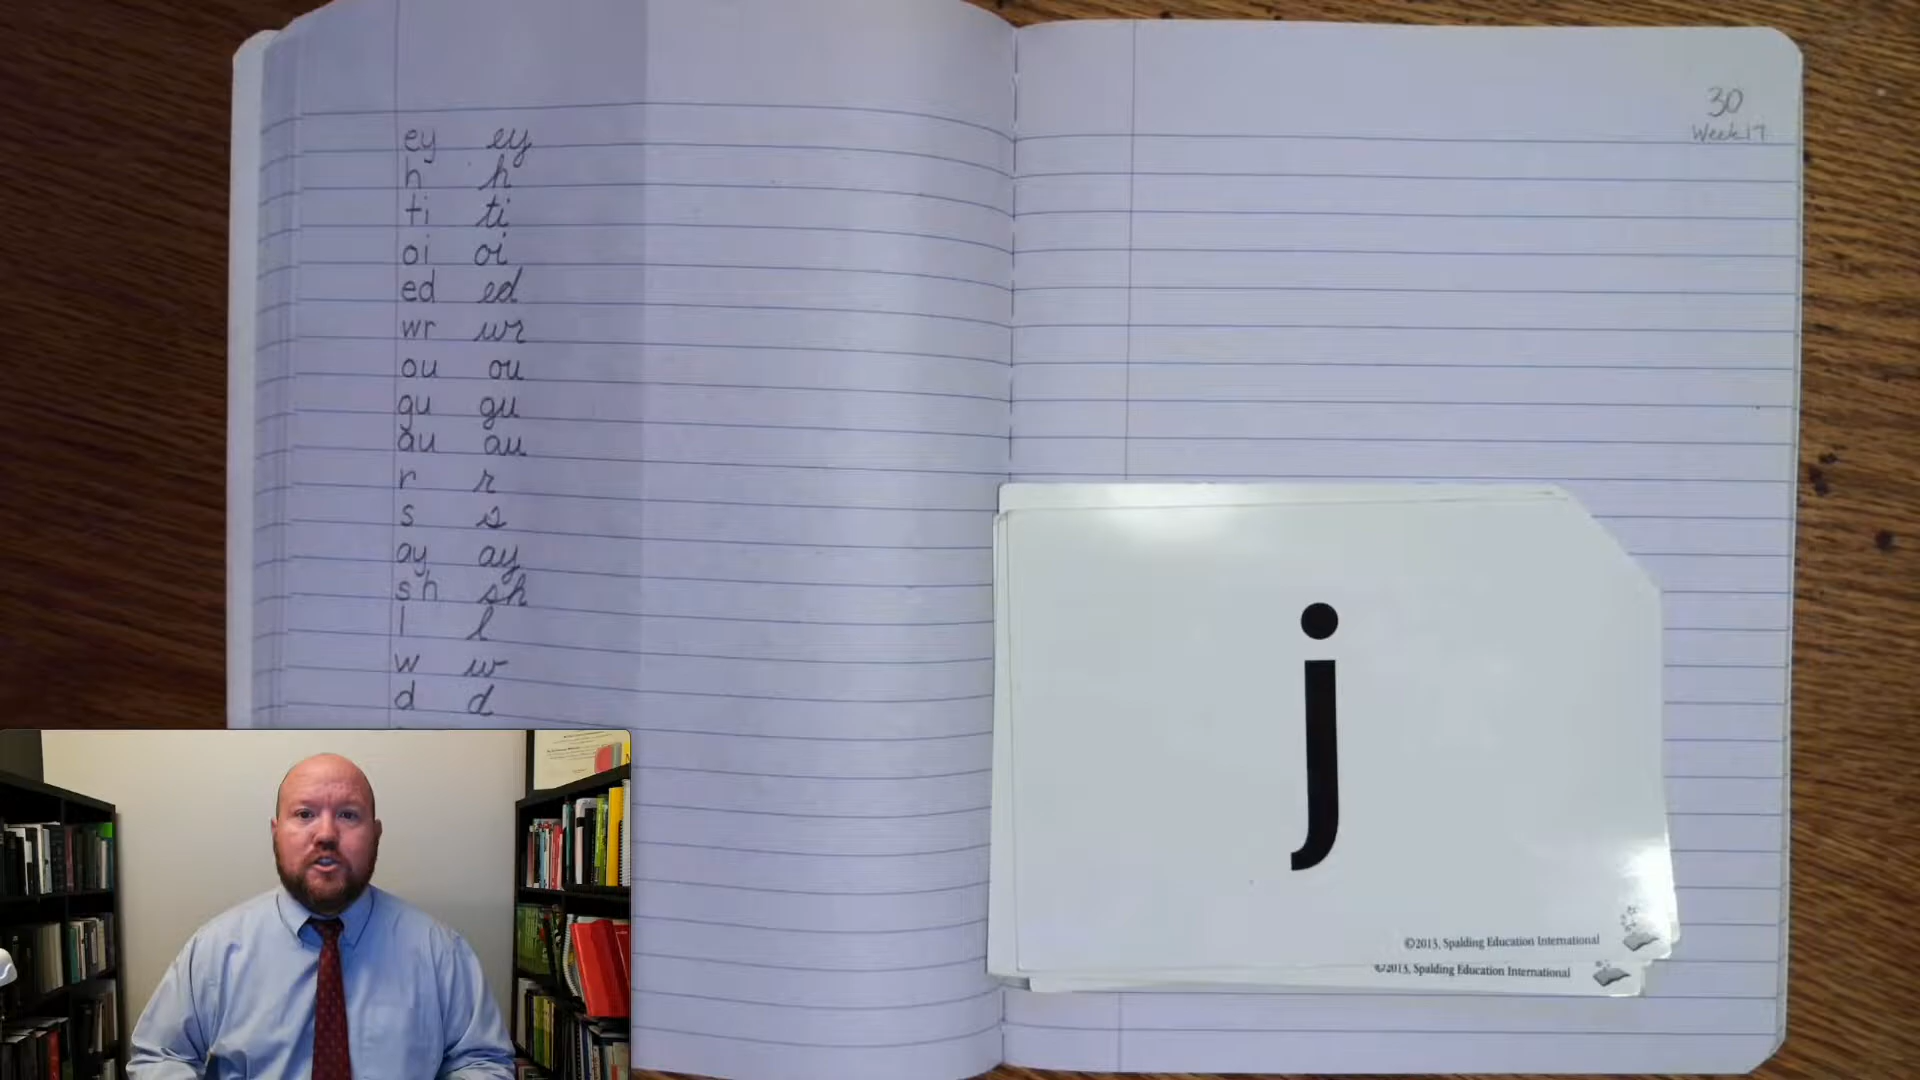 ey ey
h h
ti ti
oi oi
ed ed
wr wr
ou ou
gu gu
au au
r r
s s
ay ay
sh sh
l l
w w
d d
30
Week 17
j
©2013, Spalding Education International
©2013, Spalding Education International